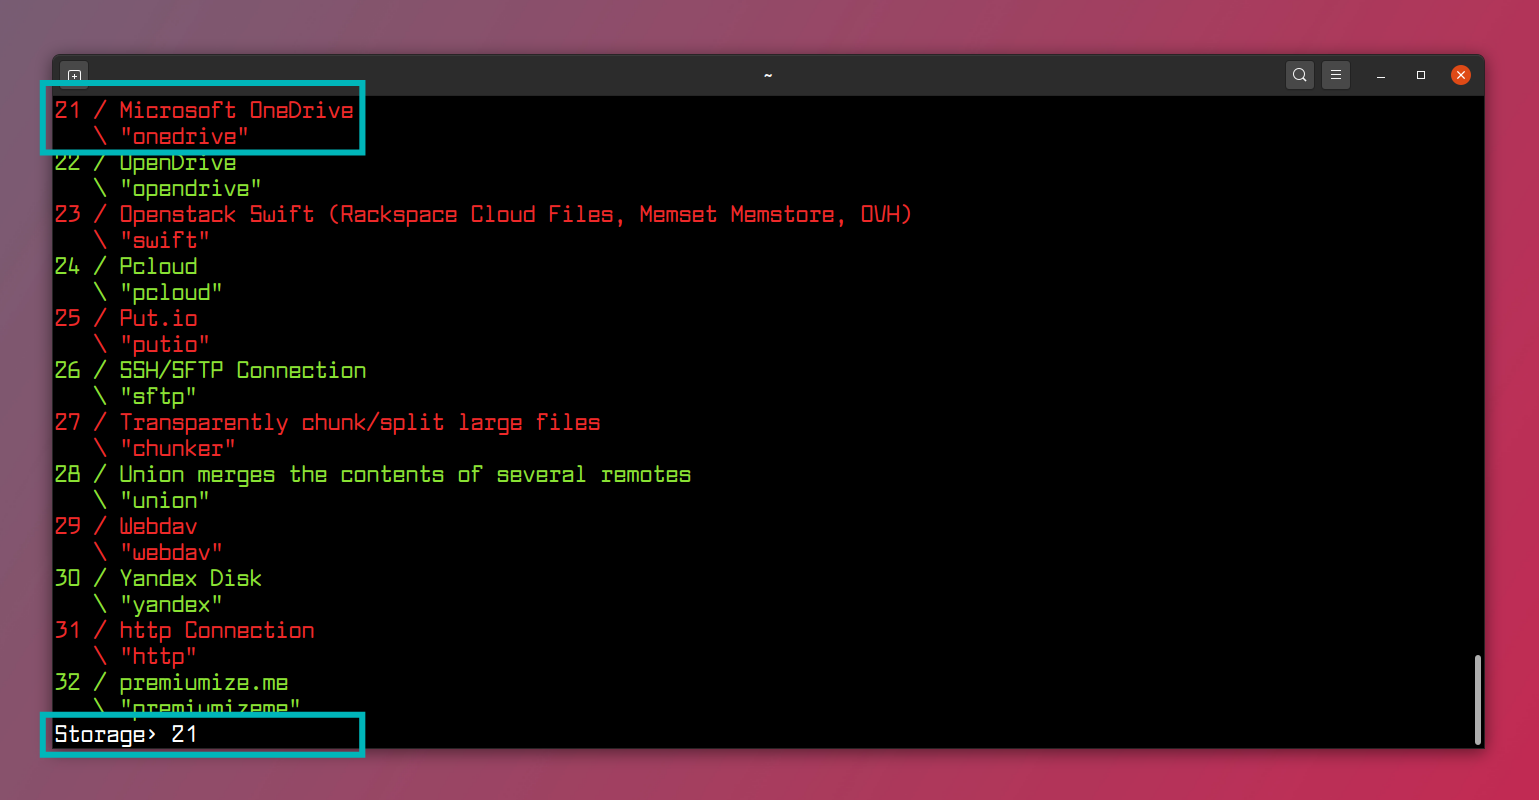 ~
21 / Microsoft OneDrive
\ "onedrive"
22 / OpenDrive
\ "opendrive"
23 / Openstack Swift (Rackspace Cloud Files, Memset Memstore, OVH)
\ "swift"
24 / Pcloud
\ "pcloud"
25 / Put.io
\ "putio"
26 / SSH/SFTP Connection
\ "sftp"
27 / Transparently chunk/split large files
\ "chunker"
28 / Union merges the contents of several remotes
\ "union"
29 / Webdav
\ "webdav"
30 / Yandex Disk
\ "yandex"
31 / http Connection
\ "http"
32 / premiumize.me
\ "premiumizeme"
Storage> 21